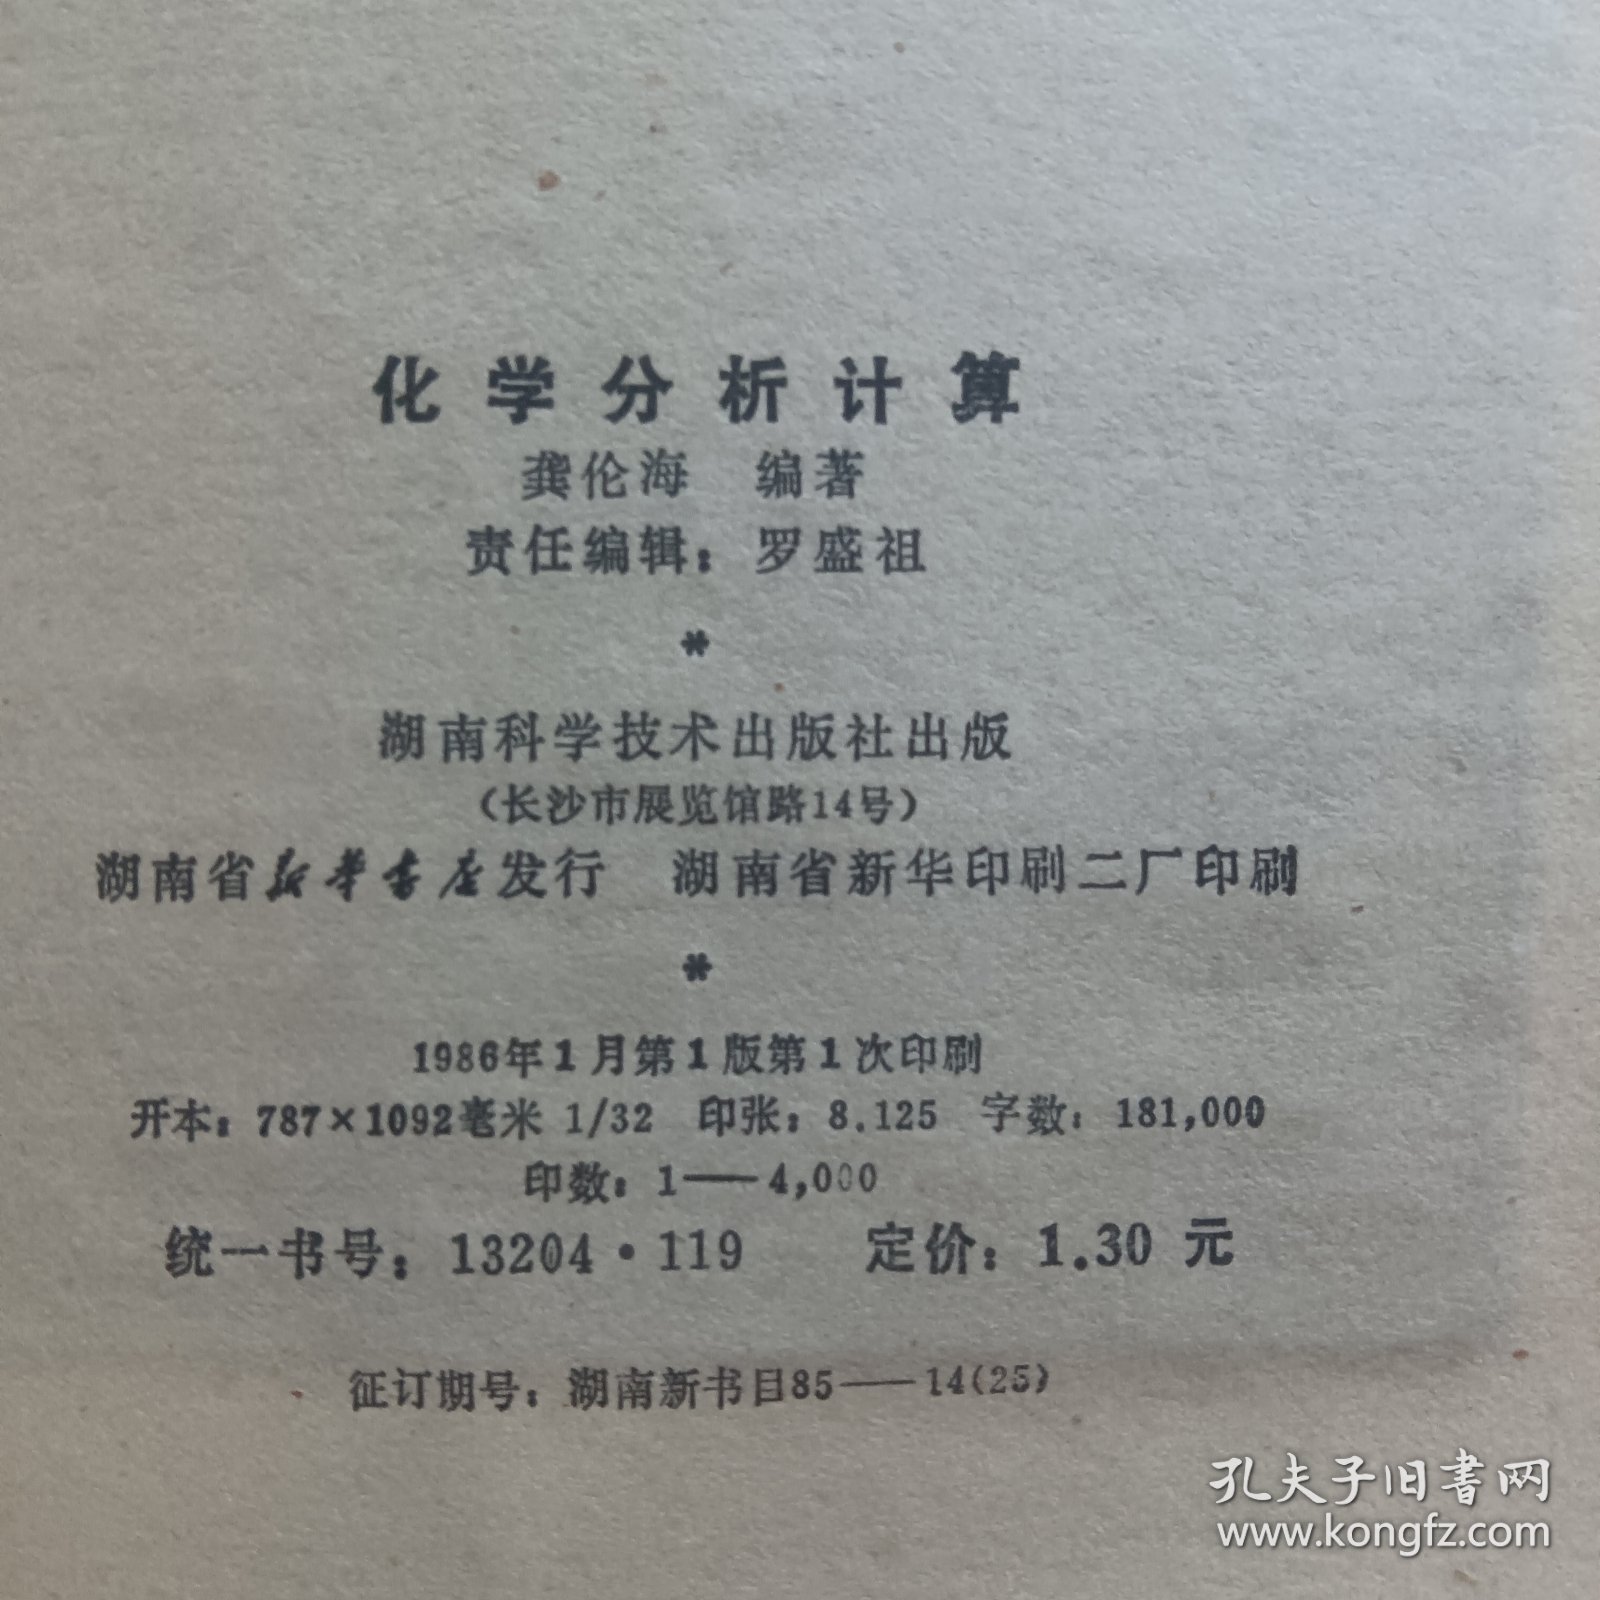 化学分析计算
龚伦海 编著
责任编辑：罗盛祖
*
湖南科学技术出版社出版
（长沙市展览馆路14号）
湖南省新华书店发行 湖南省新华印刷二厂印刷
*
1986年1月第1版第1次印刷
开本：787×1092毫米 1/32 印张：8.125 字数：181,000
印数：1——4,000
统一书号：13204·119 定价：1.30 元
征订期号：湖南新书目85——14(25)
孔夫子旧书网
www.kongfz.com